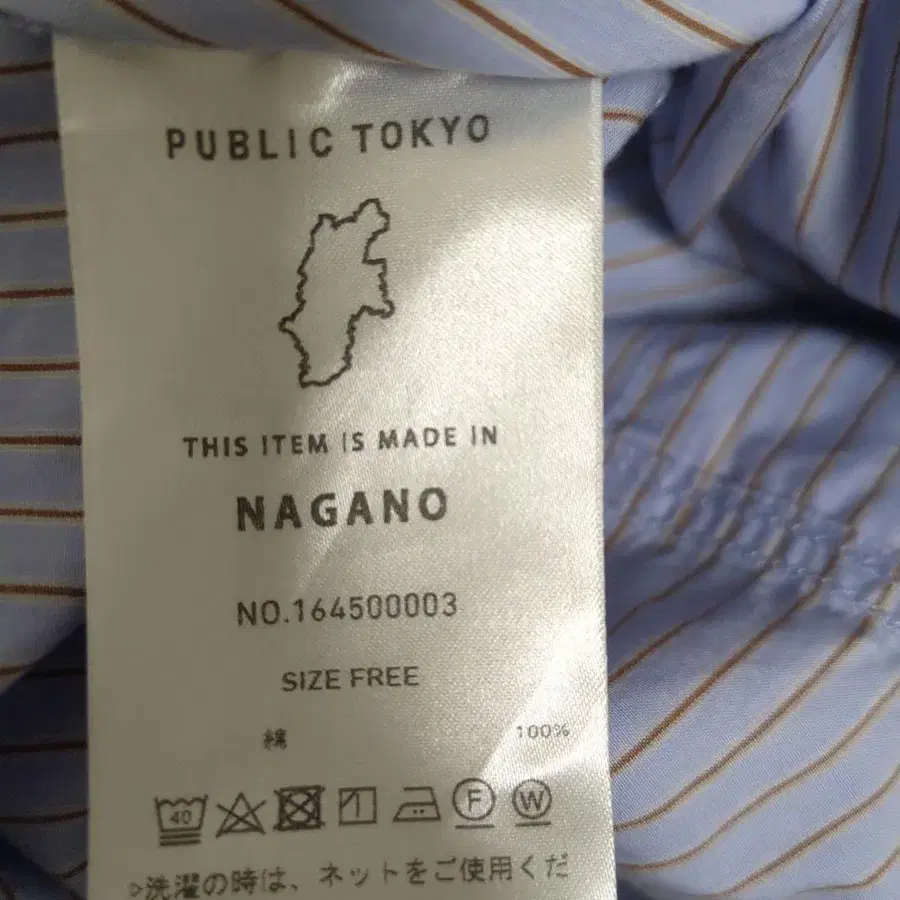 PUBLIC TOKYO
THIS ITEM IS MADE IN
NAGANO
NO.164500003
SIZE FREE
綿 100%
40 F W
▷洗濯の時は、ネットをご使用くだ